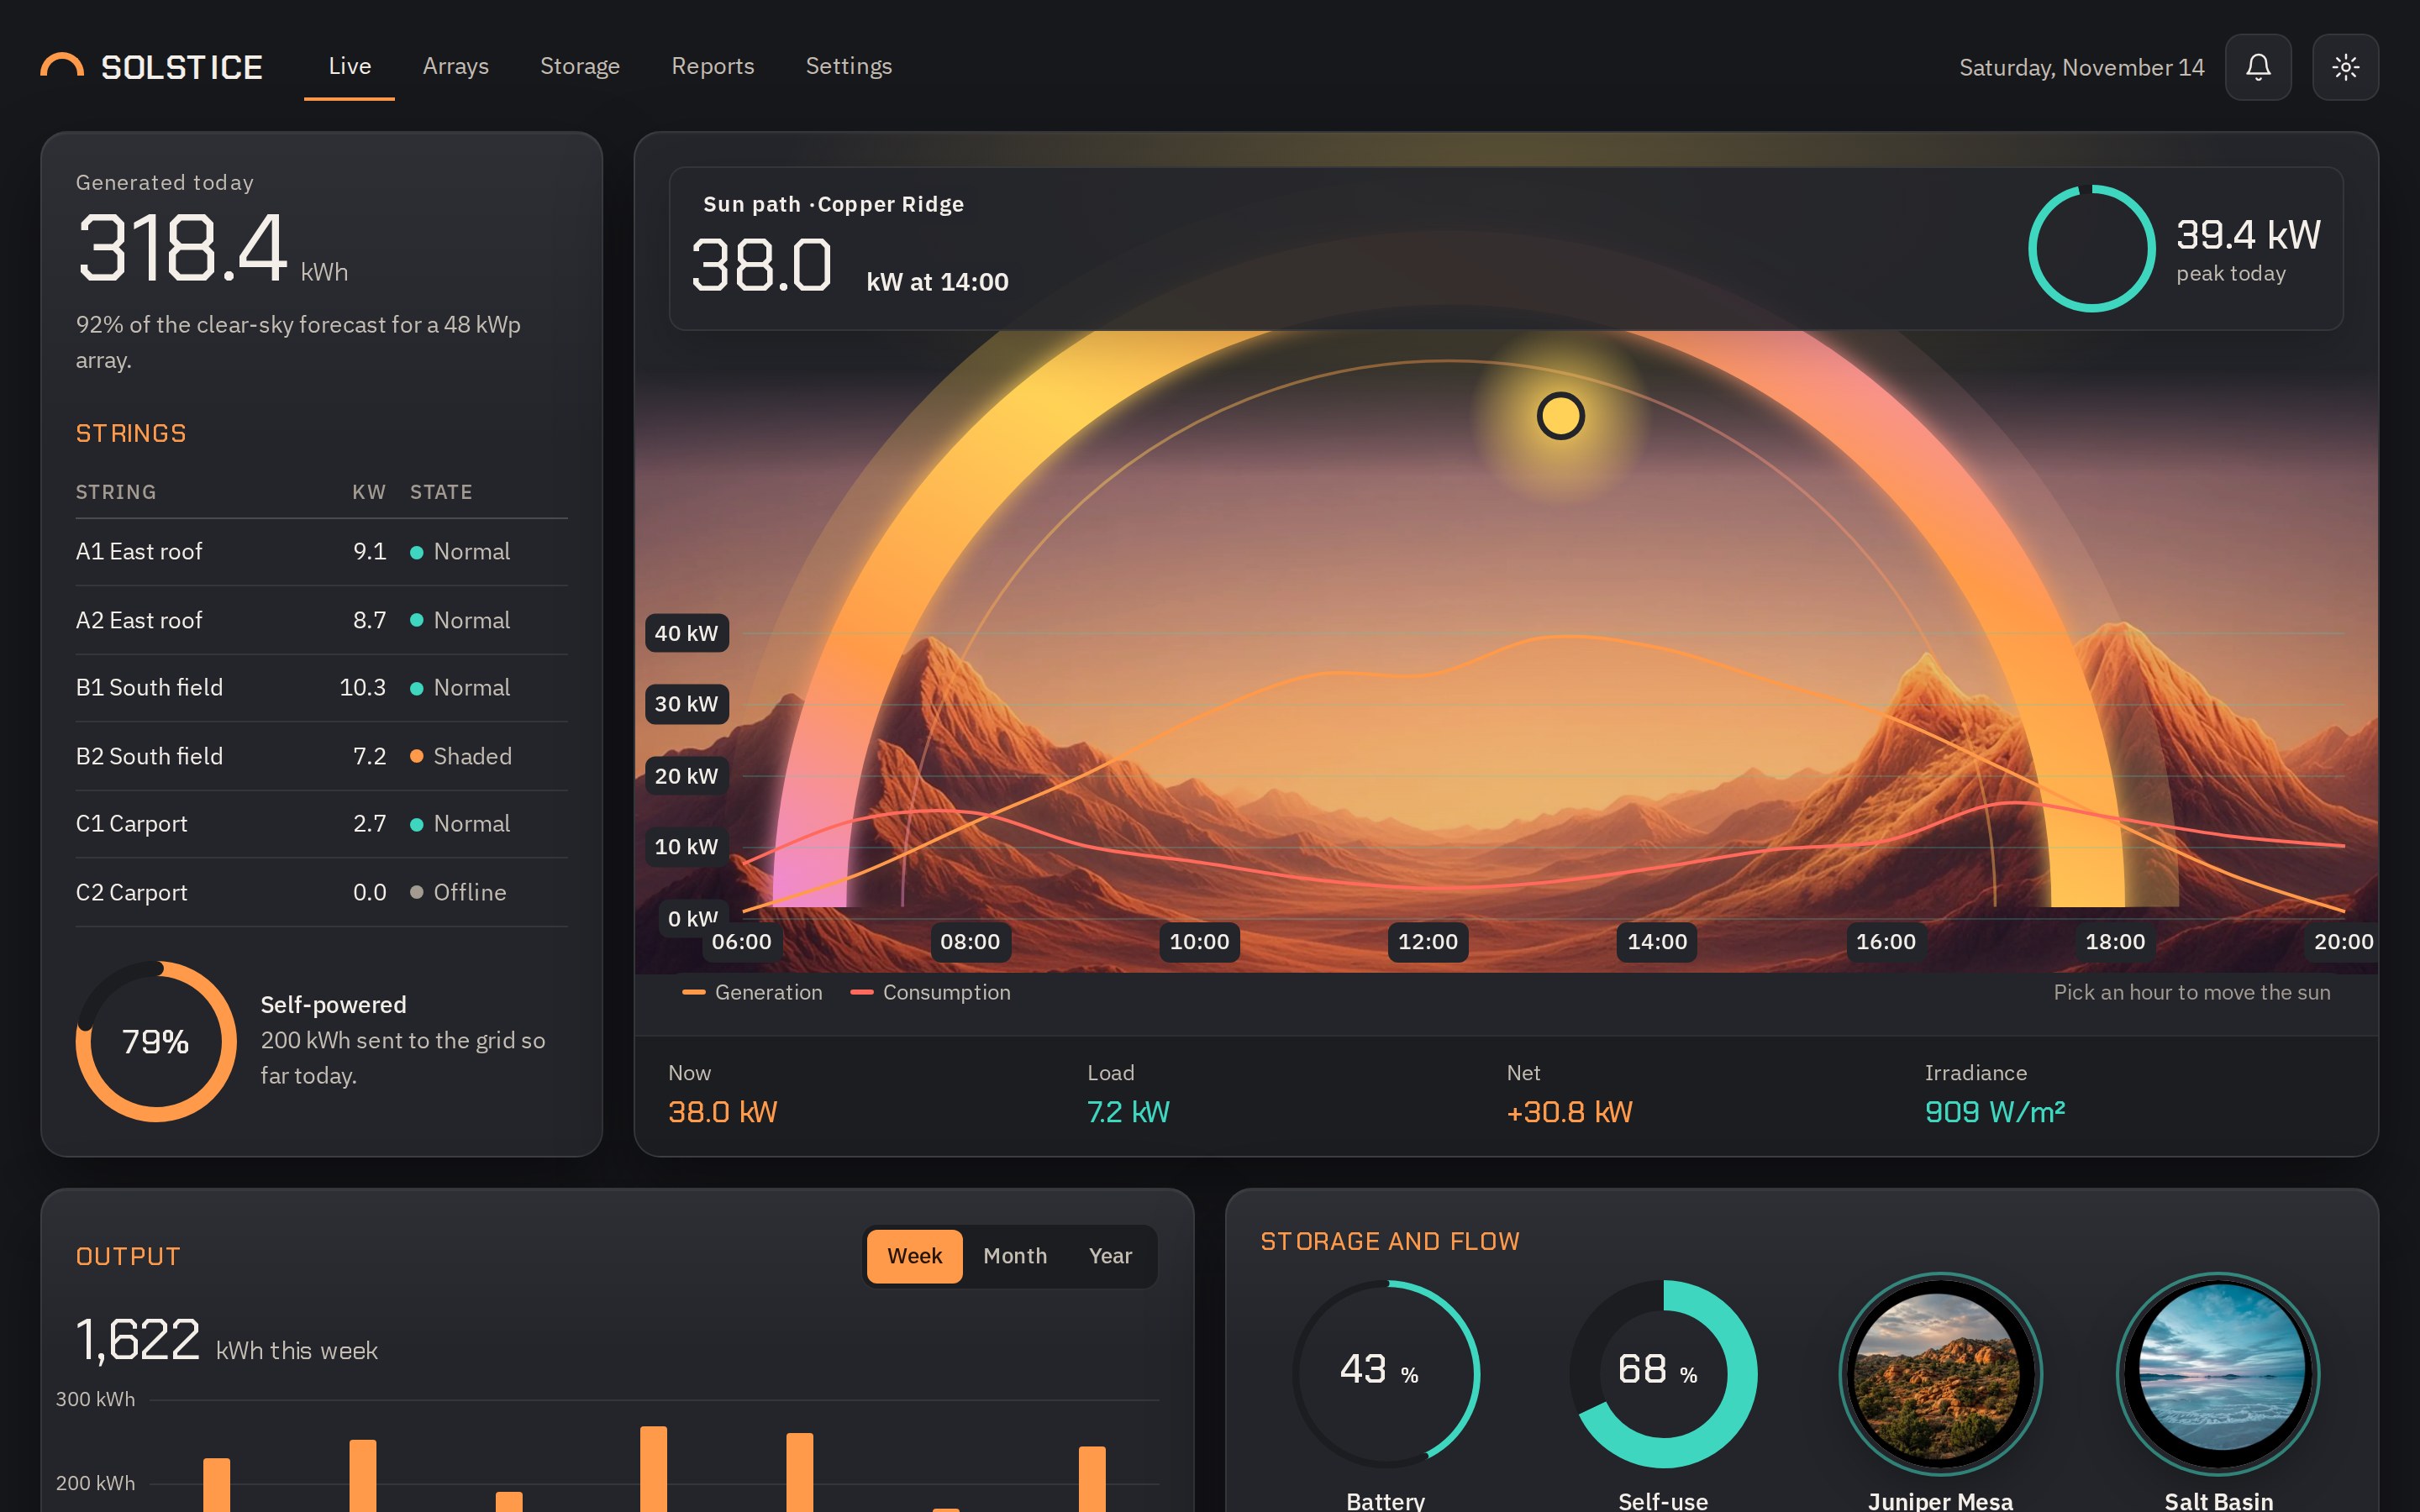 SOLSTICE
Live
Arrays
Storage
Reports
Settings
Saturday, November 14
Generated today
318.4 kWh
92% of the clear-sky forecast for a 48 kWp
array.
STRINGS
STRING KW STATE
A1 East roof 9.1 Normal
A2 East roof 8.7 Normal
B1 South field 10.3 Normal
B2 South field 7.2 Shaded
C1 Carport 2.7 Normal
C2 Carport 0.0 Offline
79%
Self-powered
200 kWh sent to the grid so
far today.
Sun path · Copper Ridge
38.0 kW at 14:00
39.4 kW
peak today
40 kW
30 kW
20 kW
10 kW
0 kW
06:00 08:00 10:00 12:00 14:00 16:00 18:00 20:00
Generation Consumption
Pick an hour to move the sun
Now
38.0 kW
Load
7.2 kW
Net
+30.8 kW
Irradiance
909 W/m²
OUTPUT
Week Month Year
1,622 kWh this week
300 kWh
200 kWh
STORAGE AND FLOW
43 %
68 %
Battery
Self-use
Juniper Mesa
Salt Basin